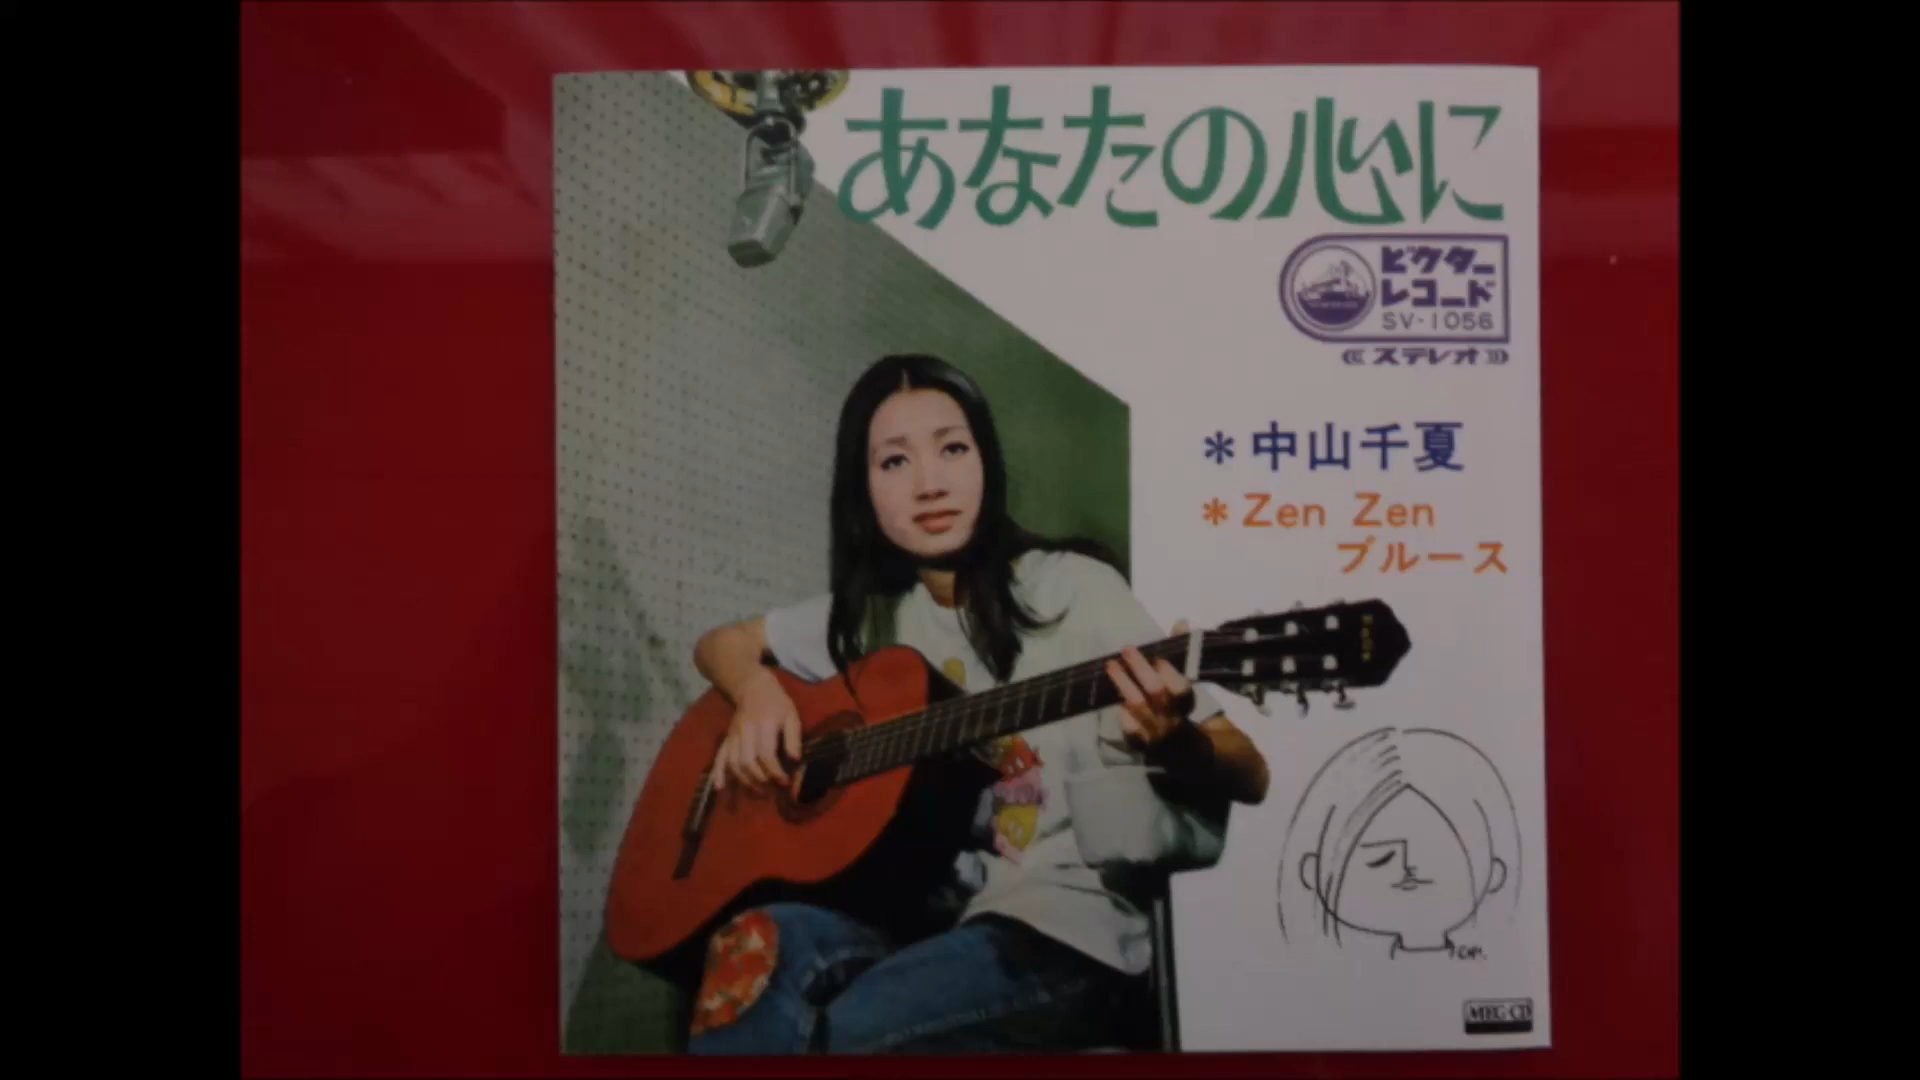 あなたの心に
ビクター
レコード
SV-1056
ステレオ
*中山千夏
*Zen Zen
ブルース
MEG-CD